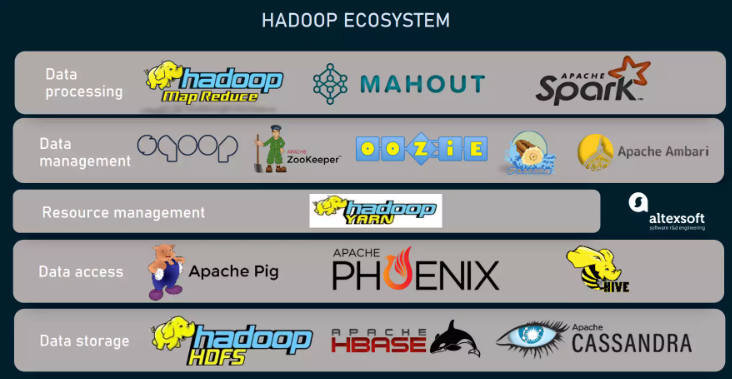 HADOOP ECOSYSTEM
Data
processing
hadoop
Map Reduce
MAHOUT
APACHE
Spark
TM
Data
management
sqoop
APACHE
ZooKeeper
TM
OOZIE
Apache Ambari
Resource management
hadoop
YARN
altexsoft
software r&d engineering
Data access
Apache Pig
APACHE
PHOENIX
HIVE
Data storage
hadoop
HDFS
APACHE
HBASE
Apache
CASSANDRA